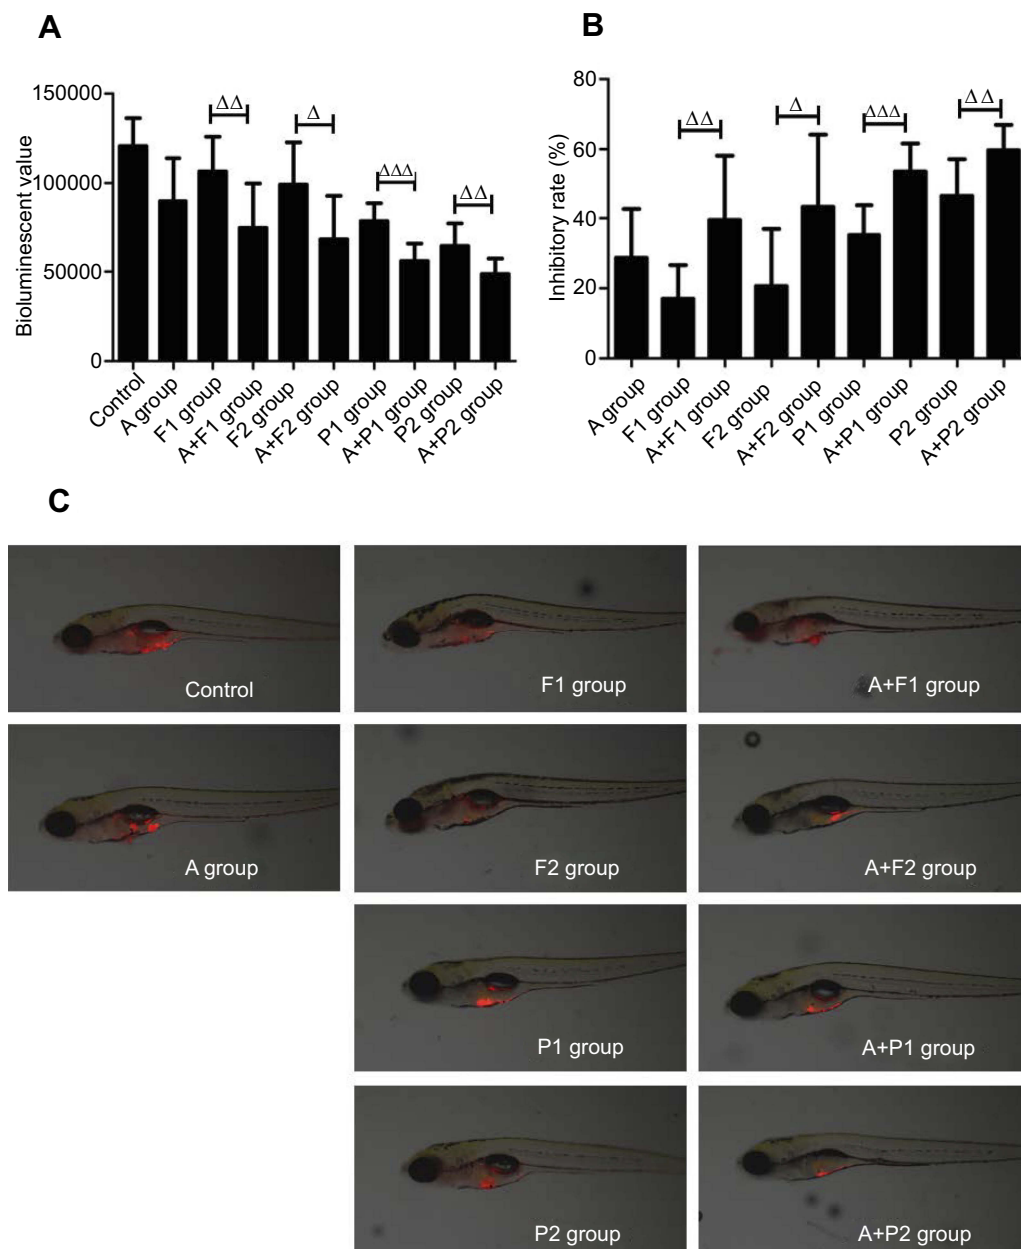 A
Bioluminescent value
150000
100000
50000
0
ΔΔ
Δ
ΔΔΔ
ΔΔ
Control
A group
F1 group
A+F1 group
F2 group
A+F2 group
P1 group
A+P1 group
P2 group
A+P2 group
B
Inhibitory rate (%)
80
60
40
20
0
ΔΔ
Δ
ΔΔΔ
ΔΔ
A group
F1 group
A+F1 group
F2 group
A+F2 group
P1 group
A+P1 group
P2 group
A+P2 group
C
Control
F1 group
A+F1 group
A group
F2 group
A+F2 group
P1 group
A+P1 group
P2 group
A+P2 group